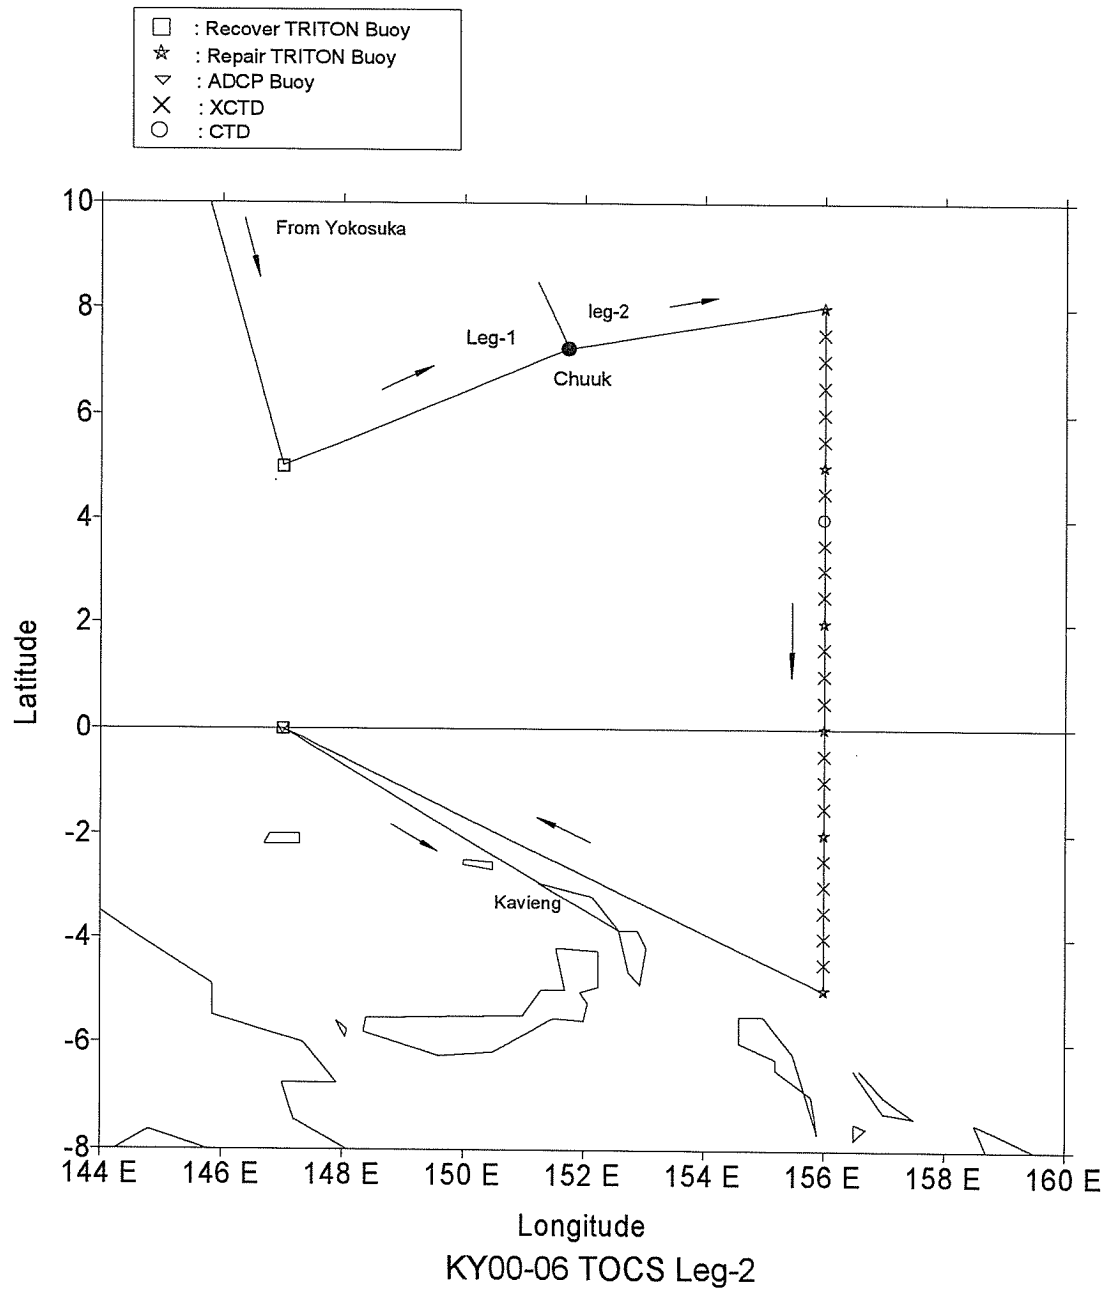 : Recover TRITON Buoy
: Repair TRITON Buoy
: ADCP Buoy
: XCTD
: CTD
10
From Yokosuka
8
leg-2
Leg-1
Chuuk
6
4
2
Latitude
0
-2
Kavieng
-4
-6
-8
144 E 146 E 148 E 150 E 152 E 154 E 156 E 158 E 160 E
Longitude
KY00-06 TOCS Leg-2